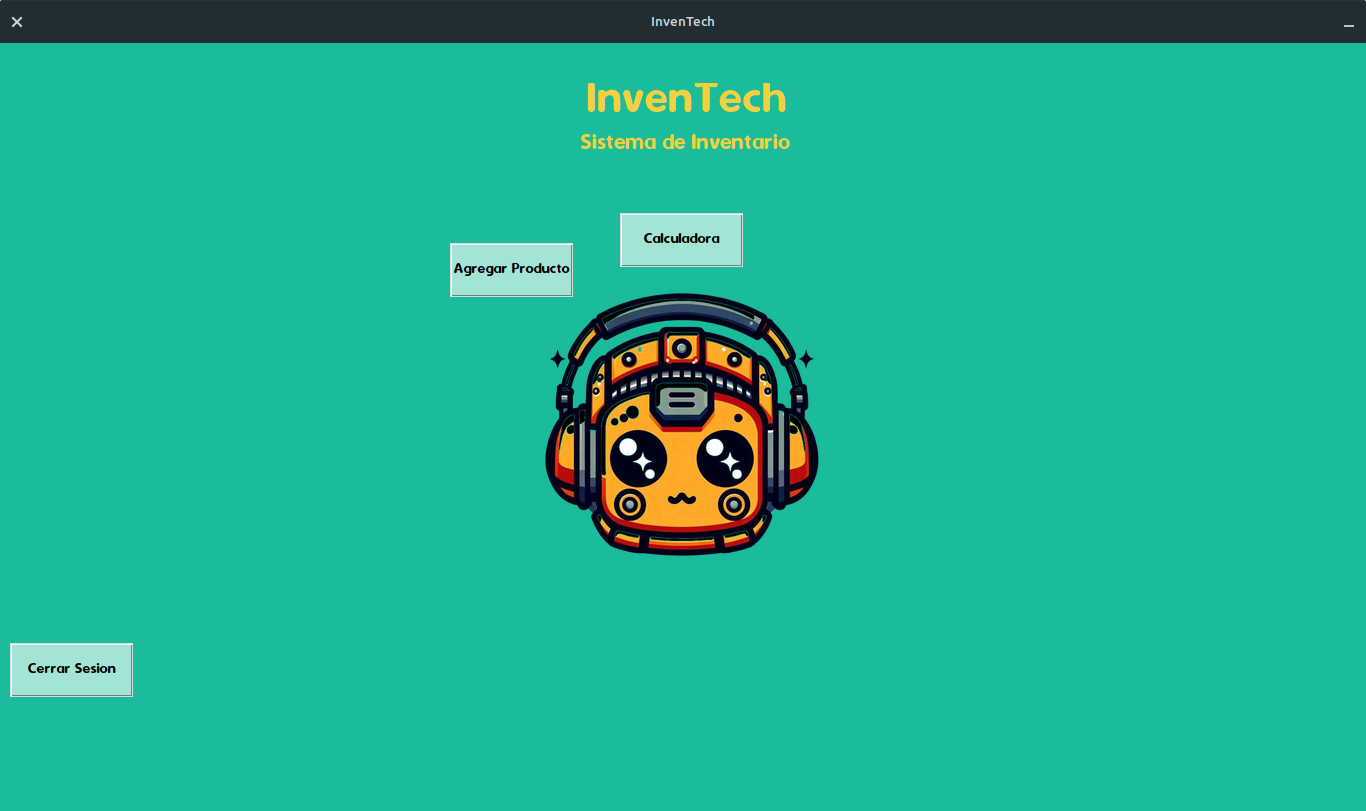 InvenTech
InvenTech
Sistema de Inventario
Calculadora
Agregar Producto
Cerrar Sesion